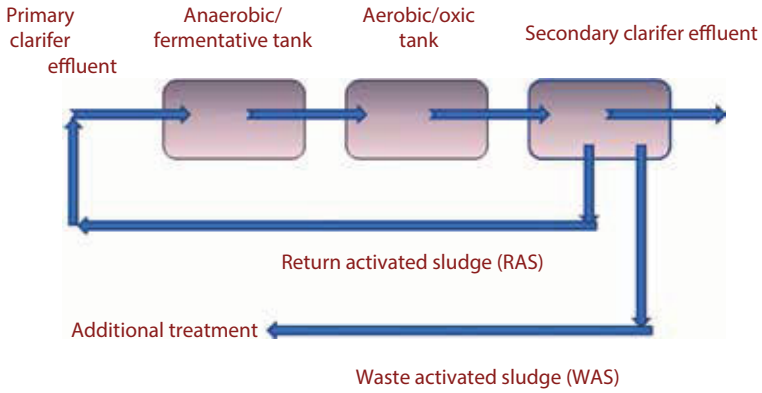 Primary
clarifer
effluent
Anaerobic/
fermentative tank
Aerobic/oxic
tank
Secondary clarifer effluent
Return activated sludge (RAS)
Additional treatment
Waste activated sludge (WAS)